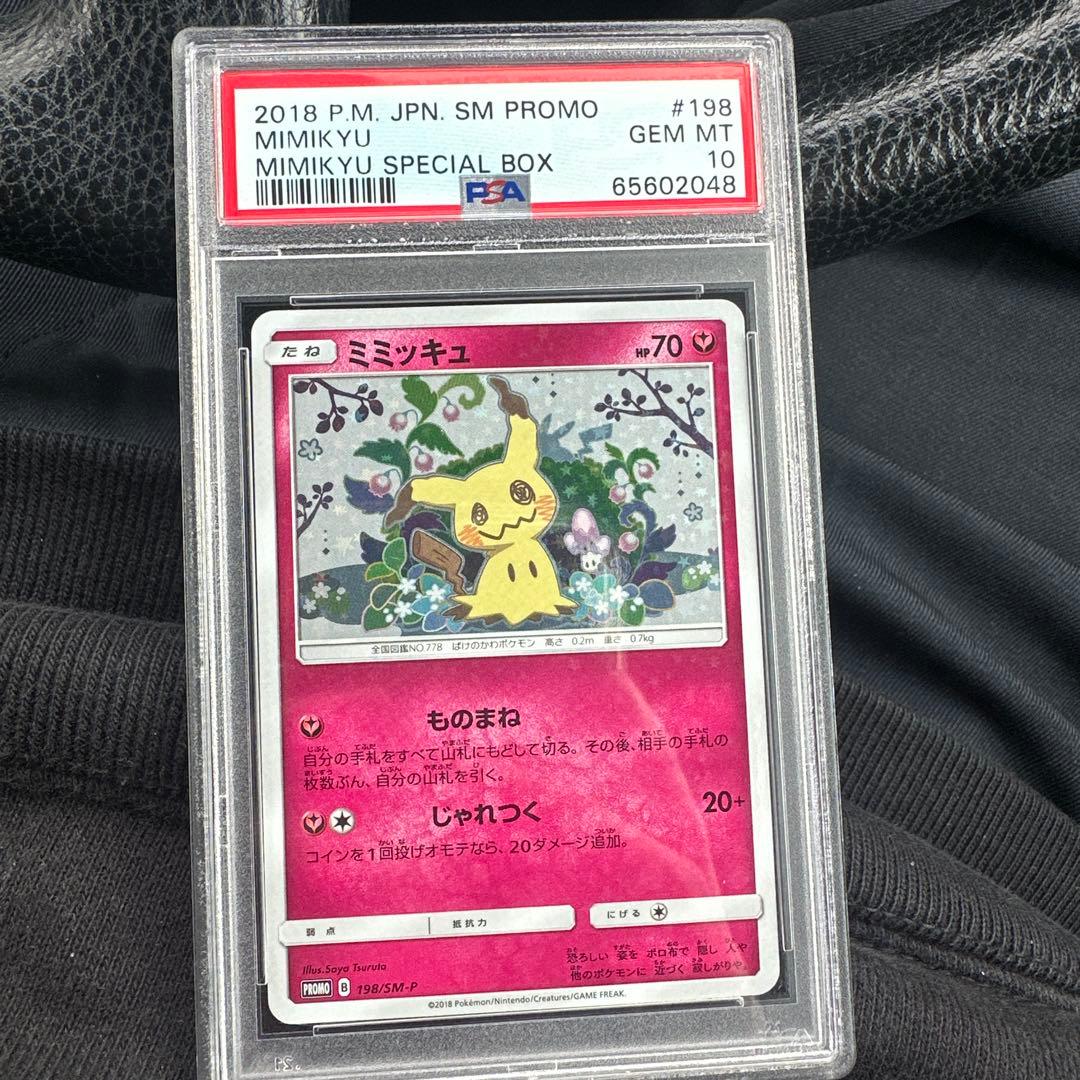 2018 P.M. JPN. SM PROMO #198
MIMIKYU GEM MT
MIMIKYU SPECIAL BOX 10
PSA 65602048
たね ミミッキュ HP70
全国図鑑NO.778 ばけのかわポケモン 高さ 0.2m 重さ 0.7kg
ものまね
自分の手札をすべて山札にもどして切る。その後、相手の手札の
枚数ぶん、自分の山札を引く。
じゃれつく 20+
コインを1回投げオモテなら、20ダメージ追加。
弱点 抵抗力 にげる
恐ろしい 姿を ボロ布で 隠し 人や
他のポケモンに 近づく 寂しがりや。
Illus.Saya Tsuruta
PROMO B 198/SM-P
©2018 Pokémon/Nintendo/Creatures/GAME FREAK.